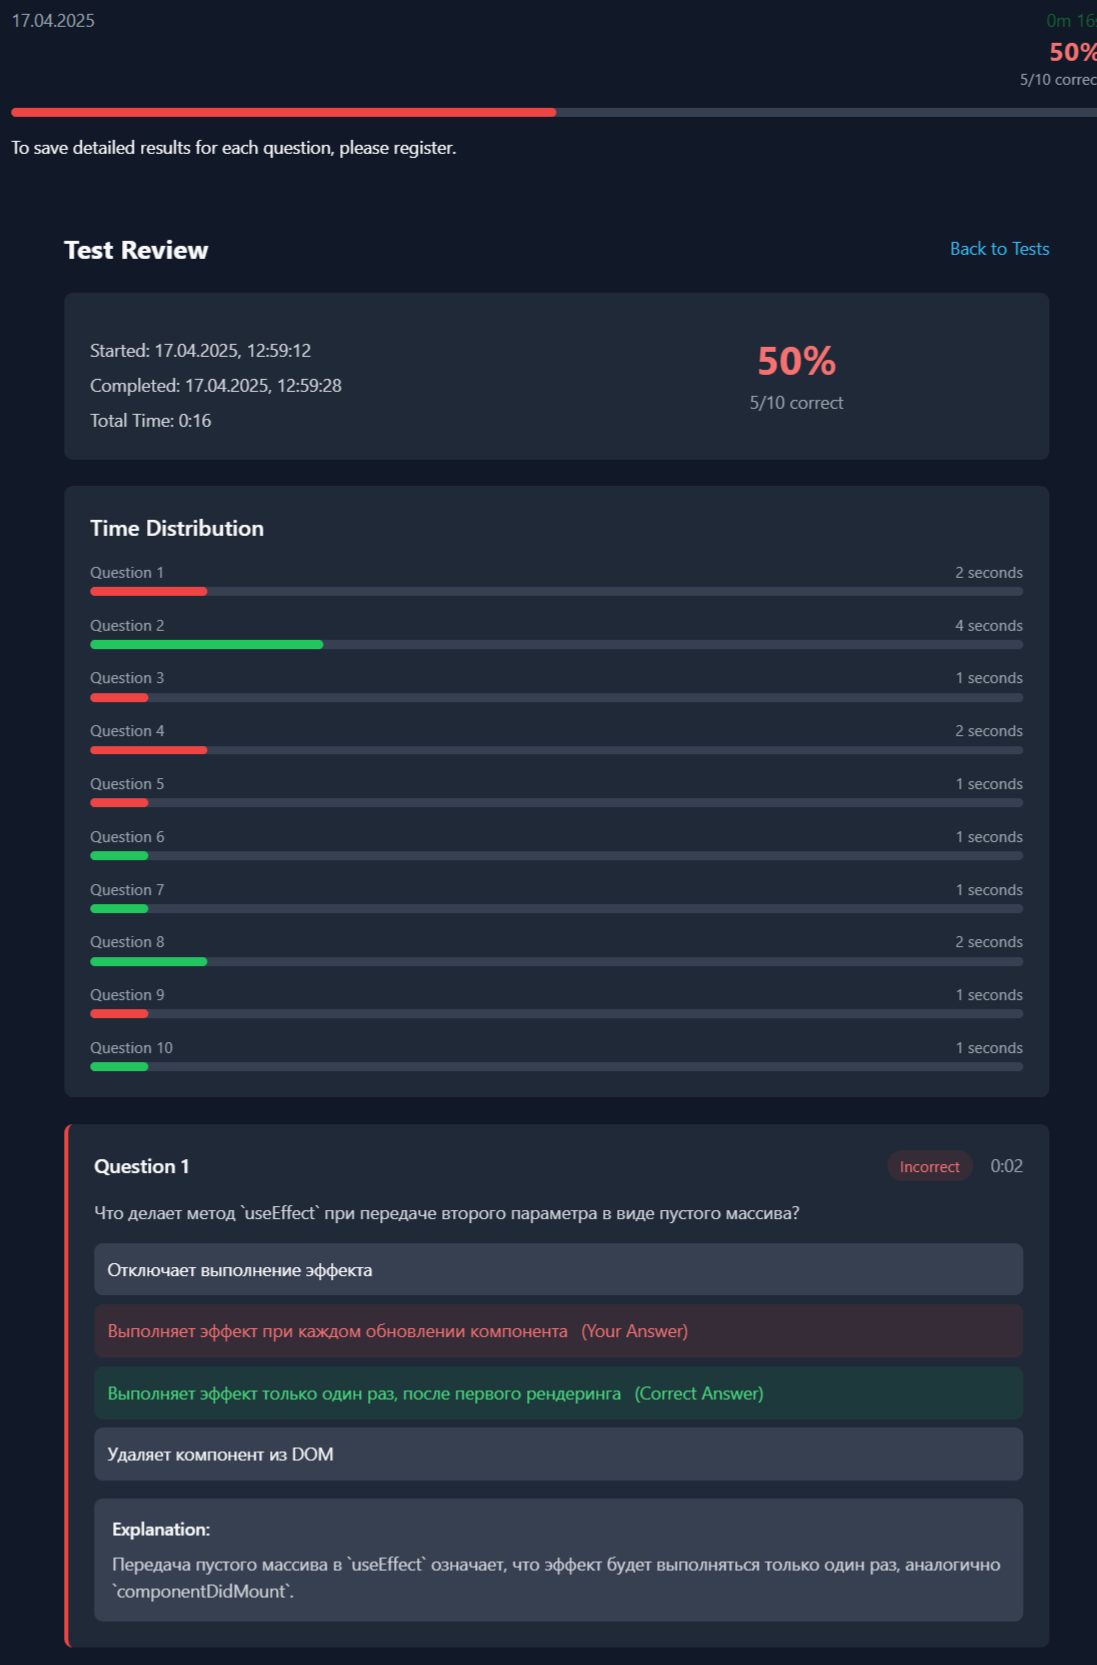 17.04.2025
0m 16s
50%
5/10 correc
To save detailed results for each question, please register.
Test Review
Back to Tests
Started: 17.04.2025, 12:59:12
Completed: 17.04.2025, 12:59:28
Total Time: 0:16
50%
5/10 correct
Time Distribution
Question 1 2 seconds
Question 2 4 seconds
Question 3 1 seconds
Question 4 2 seconds
Question 5 1 seconds
Question 6 1 seconds
Question 7 1 seconds
Question 8 2 seconds
Question 9 1 seconds
Question 10 1 seconds
Question 1 Incorrect 0:02
Что делает метод `useEffect` при передаче второго параметра в виде пустого массива?
Отключает выполнение эффекта
Выполняет эффект при каждом обновлении компонента (Your Answer)
Выполняет эффект только один раз, после первого рендеринга (Correct Answer)
Удаляет компонент из DOM
Explanation:
Передача пустого массива в `useEffect` означает, что эффект будет выполняться только один раз, аналогично
`componentDidMount`.